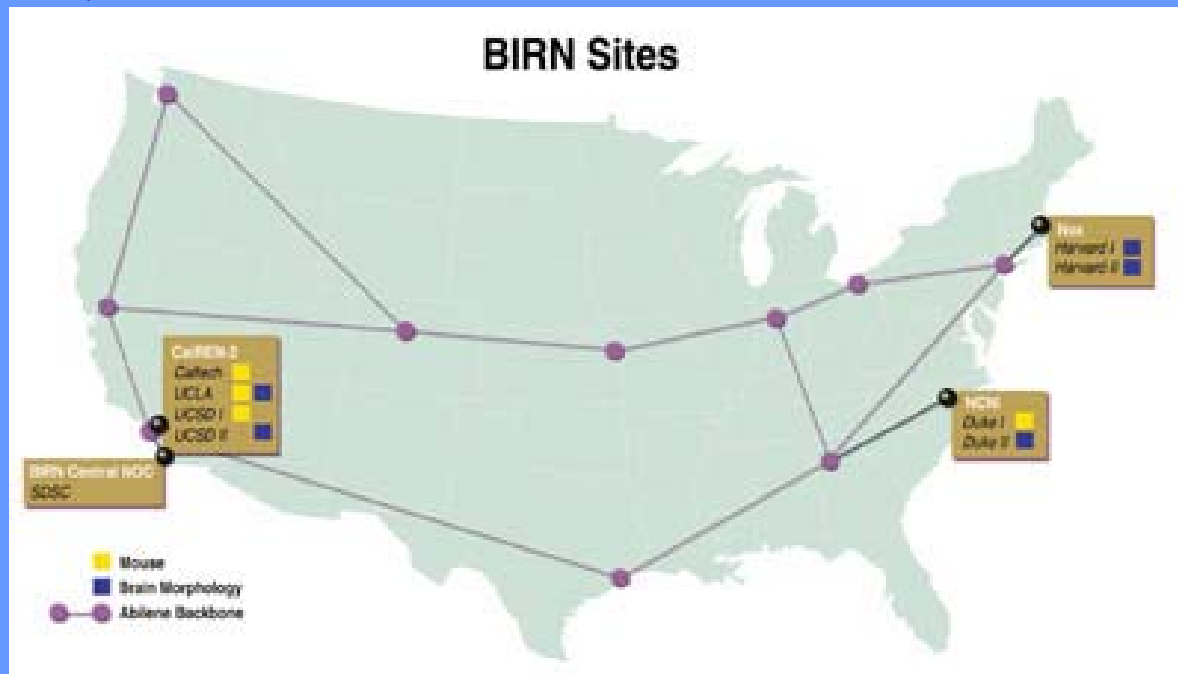 BIRN Sites
Nox
Harvard I
Harvard II
CalREN-2
Caltech
UCLA
UCSD I
UCSD II
NCNI
Duke I
Duke II
BIRN Central NOC
SDSC
Mouse
Brain Morphology
Abilene Backbone